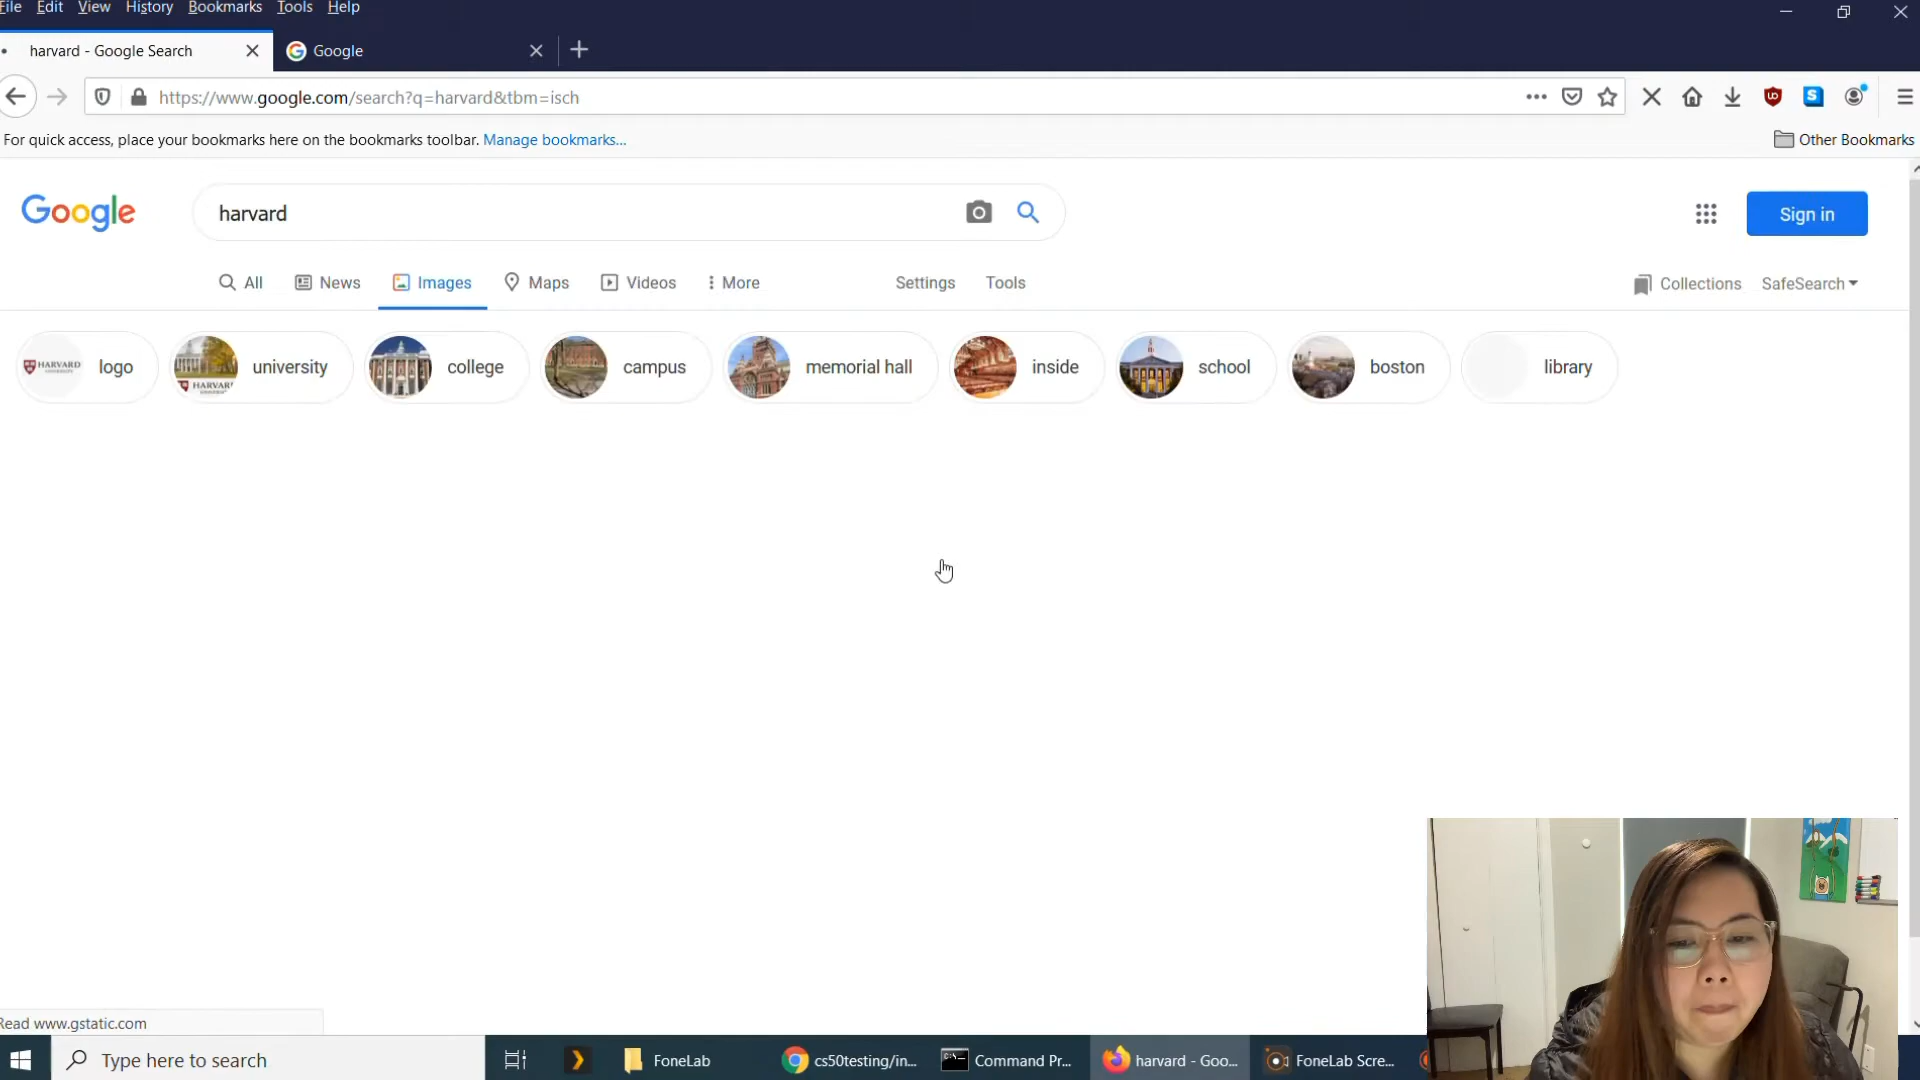 File Edit View History Bookmarks Tools Help
harvard - Google Search
Google
https://www.google.com/search?q=harvard&tbm=isch
For quick access, place your bookmarks here on the bookmarks toolbar. Manage bookmarks...
Other Bookmarks
Google
harvard
Sign in
All News Images Maps Videos More Settings Tools
Collections SafeSearch
HARVARD
logo
HARVARD
university
college
campus
memorial hall
inside
school
boston
library
Read www.gstatic.com
Type here to search
FoneLab
cs50testing/in...
Command Pr...
harvard - Goo...
FoneLab Scre...